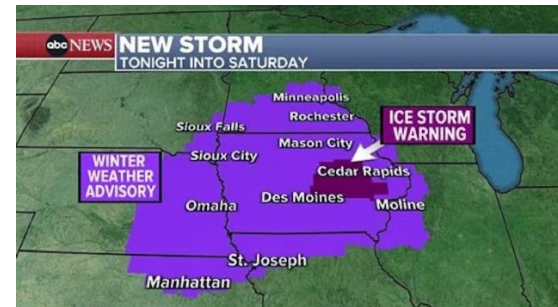 abc NEWS
NEW STORM
TONIGHT INTO SATURDAY
Minneapolis
Rochester
ICE STORM
WARNING
Sioux Falls
Mason City
Sioux City
WINTER
WEATHER
ADVISORY
Cedar Rapids
Des Moines
Omaha
Moline
St. Joseph
Manhattan